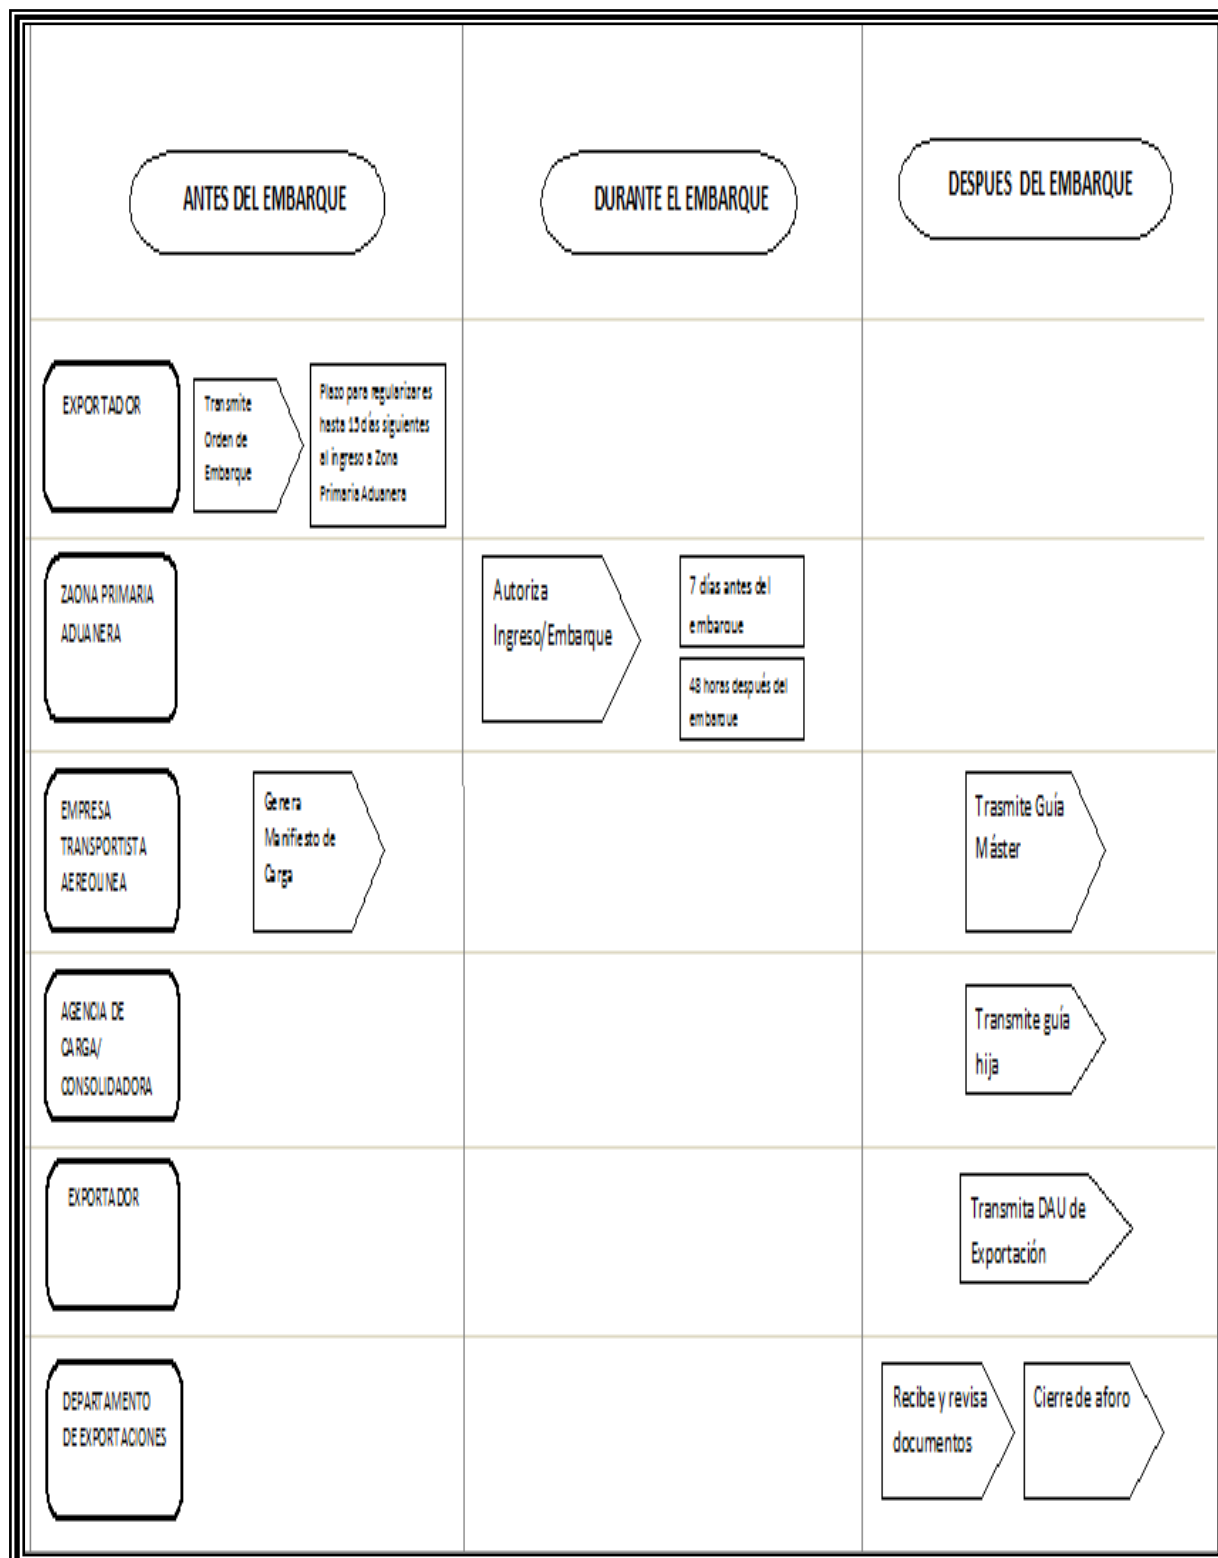 ANTES DEL EMBARQUE
DURANTE EL EMBARQUE
DESPUES DEL EMBARQUE
EXPORTADOR
Transmite
Orden de
Embarque
Plazo para regularizar es
hasta 15 días siguientes
al ingreso a Zona
Primaria Aduanera
ZAONA PRIMARIA
ADUANERA
Autoriza
Ingreso/Embarque
7 días antes del
embarque
48 horas después del
embarque
EMPRESA
TRANSPORTISTA
AEREOLINEA
Genera
Manifiesto de
Carga
Trasmite Guía
Máster
AGENCIA DE
CARGA/
CONSOLIDADORA
Transmite guía
hija
EXPORTADOR
Transmita DAU de
Exportación
DEPARTAMENTO
DE EXPORTACIONES
Recibe y revisa
documentos
Cierre de aforo